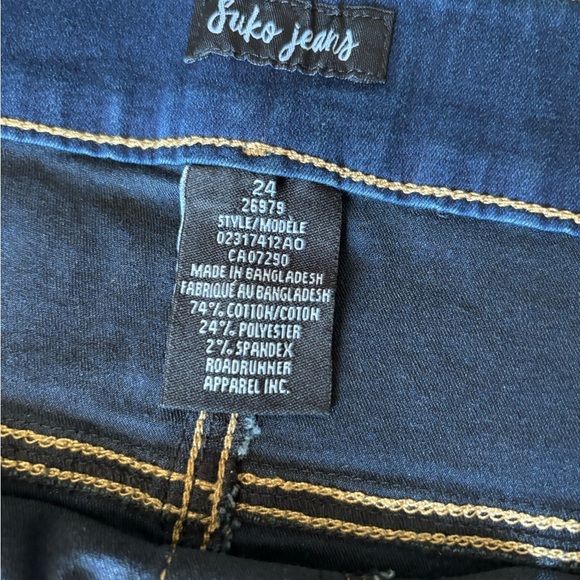 Suko jeans
24
26979
STYLE/MODÈLE
02317412AO
CA07290
MADE IN BANGLADESH
FABRIQUÉ AU BANGLADESH
74% COTTON/COTON
24% POLYESTER
2% SPANDEX
ROADRUNNER
APPAREL INC.